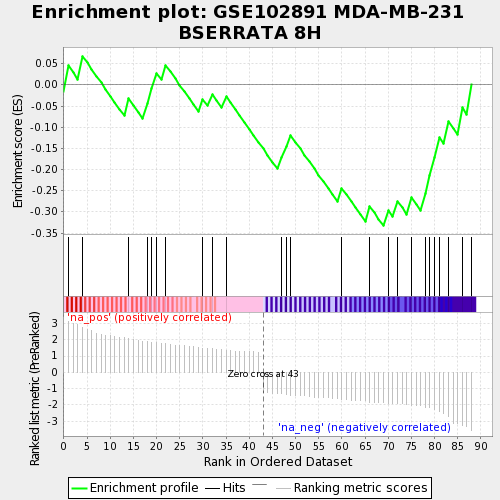 Enrichment plot: GSE102891 MDA-MB-231
BSERRATA 8H
Enrichment score (ES)
0.05
0.00
-0.05
-0.10
-0.15
-0.20
-0.25
-0.30
-0.35
'na_pos' (positively correlated)
Ranked list metric (PreRanked)
3
2
1
0
-1
-2
-3
Zero cross at 43
'na_neg' (negatively correlated)
0 5 10 15 20 25 30 35 40 45 50 55 60 65 70 75 80 85 90
Rank in Ordered Dataset
Enrichment profile Hits Ranking metric scores